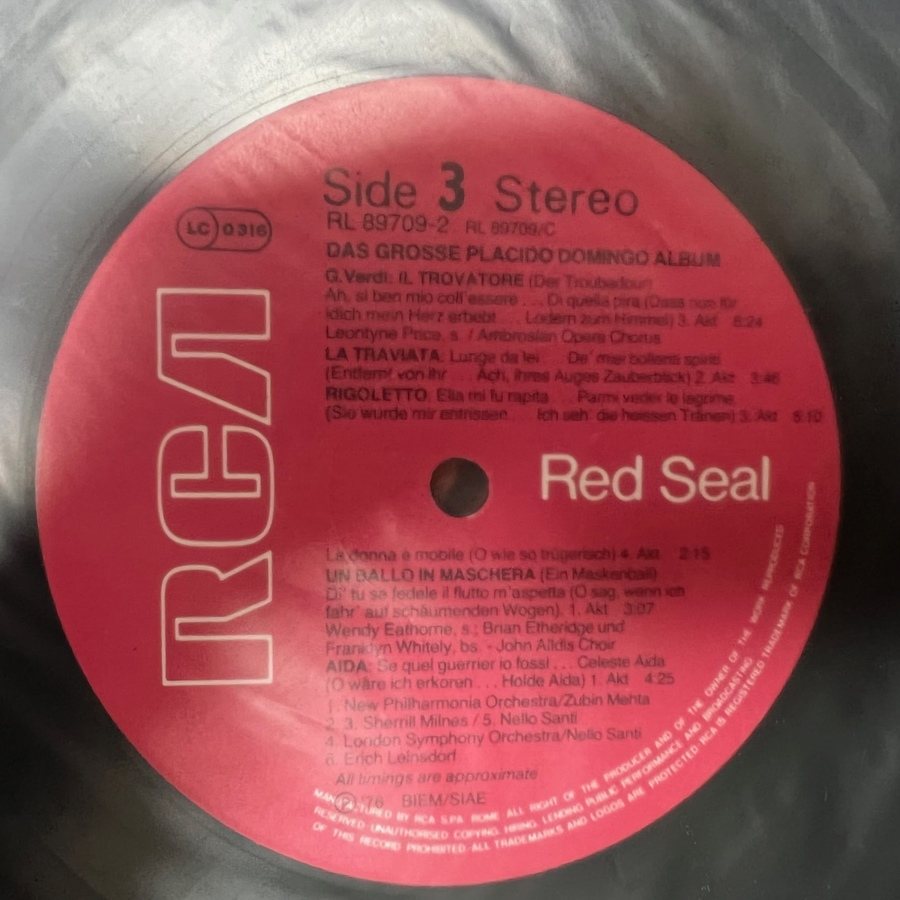 Side 3 Stereo
RL 89709-2 RL 89709/C
LC 0316
DAS GROSSE PLACIDO DOMINGO ALBUM
G.Verdi: IL TROVATORE (Der Troubadour)
Ah, si ben mio coll'essere ... Di quella pira (Dass nur für
dich mein Herz erbebt ... Lodern zum Himmel) 3. Akt 6:24
Leontyne Price, s. / Ambrosian Opera Chorus
LA TRAVIATA: Lunge da lei ... De' miei bollenti spiriti
(Entfernt von ihr ... Ach, ihres Auges Zauberblick) 2. Akt 3:46
RIGOLETTO: Ella mi fu rapita ... Parmi veder le lagrime
(Sie wurde mir entrissen ... Ich seh' die heissen Tränen) 3. Akt 5:10
RCA
Red Seal
La donna è mobile (O wie so trügerisch) 4. Akt 2:15
UN BALLO IN MASCHERA (Ein Maskenball)
Di' tu se fedele il flutto m'aspetta (O sag, wenn ich
fahr' auf schäumenden Wogen). 1. Akt 3:07
Wendy Eathorne, s.; Brian Etheridge und
Franklyn Whitely, bs. - John Alldis Choir
AIDA: Se quel guerrier io fossi ... Celeste Aida
(O wäre ich erkoren ... Holde Aida) 1. Akt 4:25
1. New Philharmonia Orchestra/Zubin Mehta
2. 3. Sherrill Milnes / 5. Nello Santi
4. London Symphony Orchestra/Nello Santi
6. Erich Leinsdorf
All timings are approximate
Ⓟ '76 BIEM/SIAE
MANUFACTURED BY RCA S.P.A. ROME ALL RIGHT OF THE PRODUCER AND OF THE OWNER OF THE WORK REPRODUCED
RESERVED UNAUTHORISED COPYING, HIRING, LENDING PUBLIC PERFORMANCE AND BROADCASTING
OF THIS RECORD PROHIBITED. ALL TRADEMARKS AND LOGOS ARE PROTECTED. RCA IS REGISTERED TRADEMARK OF RCA CORPORATION